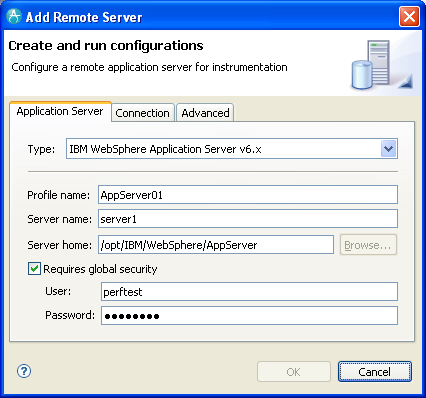 Add Remote Server
Create and run configurations
Configure a remote application server for instrumentation
Application Server Connection Advanced
Type: IBM WebSphere Application Server v6.x
Profile name: AppServer01
Server name: server1
Server home: /opt/IBM/WebSphere/AppServer Browse...
Requires global security
User: perftest
Password: ●●●●●●●●
? OK Cancel